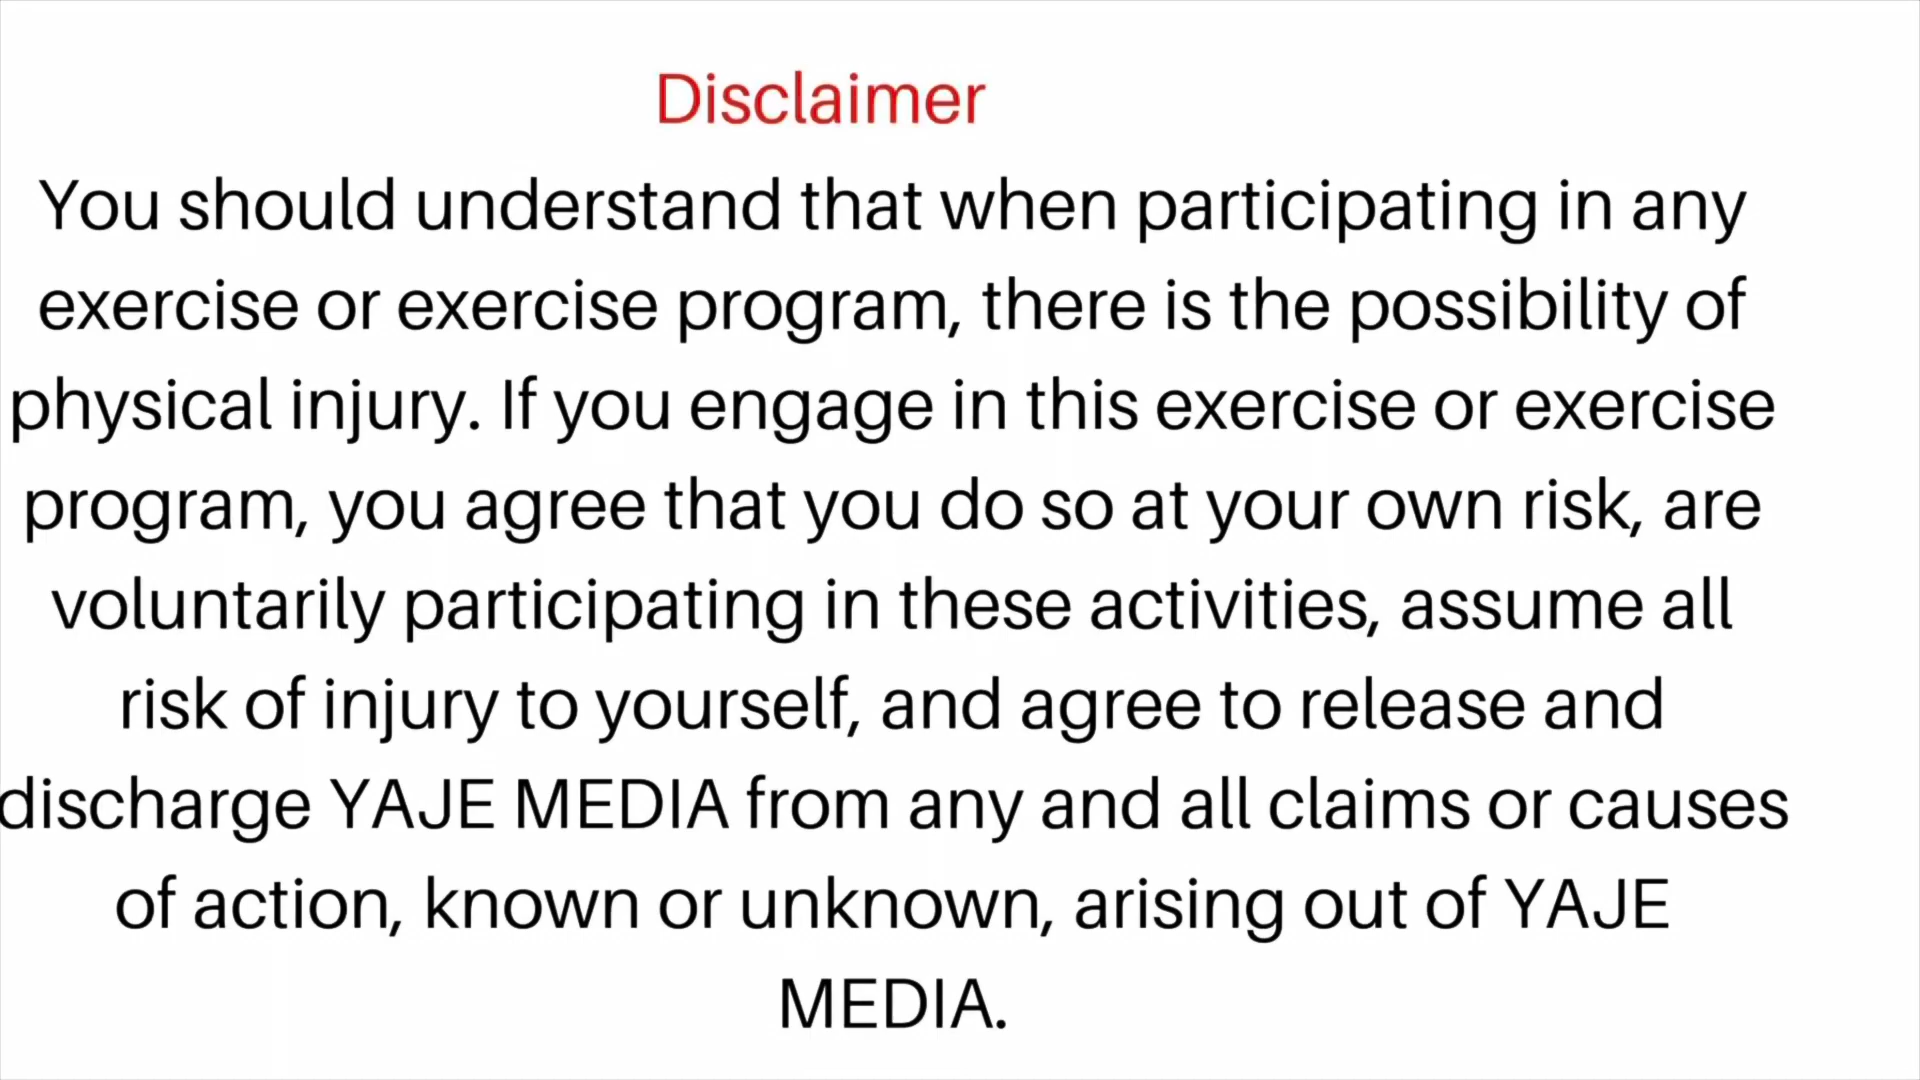 Disclaimer
You should understand that when participating in any
exercise or exercise program, there is the possibility of
physical injury. If you engage in this exercise or exercise
program, you agree that you do so at your own risk, are
voluntarily participating in these activities, assume all
risk of injury to yourself, and agree to release and
discharge YAJE MEDIA from any and all claims or causes
of action, known or unknown, arising out of YAJE
MEDIA.